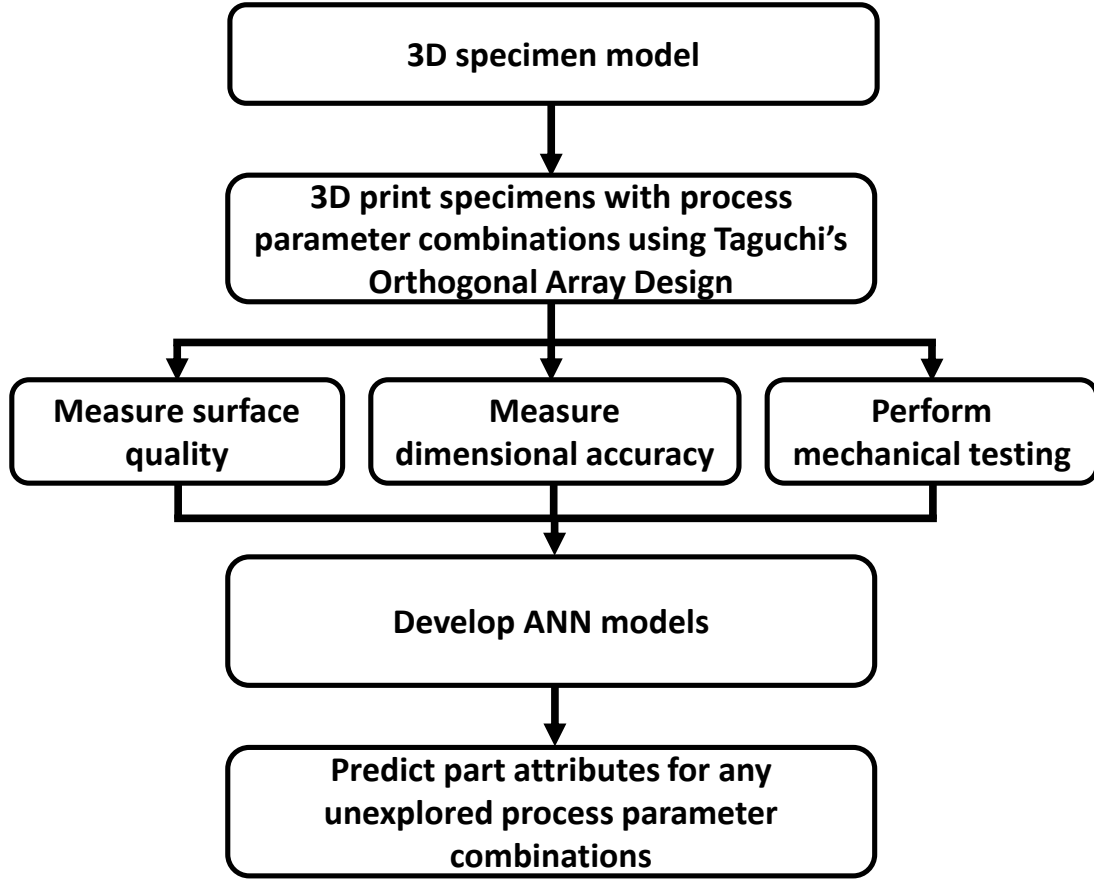 3D specimen model
3D print specimens with process
parameter combinations using Taguchi's
Orthogonal Array Design
Measure surface
quality
Measure
dimensional accuracy
Perform
mechanical testing
Develop ANN models
Predict part attributes for any
unexplored process parameter
combinations